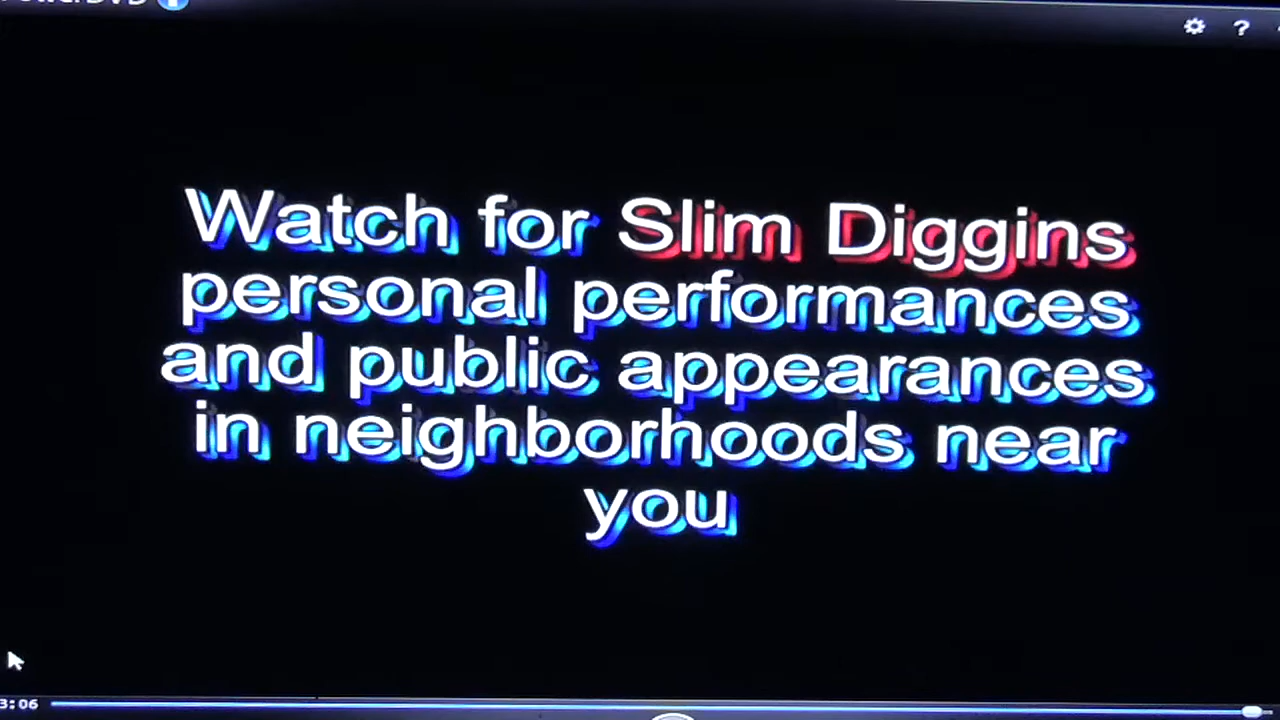 ?
Watch for Slim Diggins
personal performances
and public appearances
in neighborhoods near
you
3:06